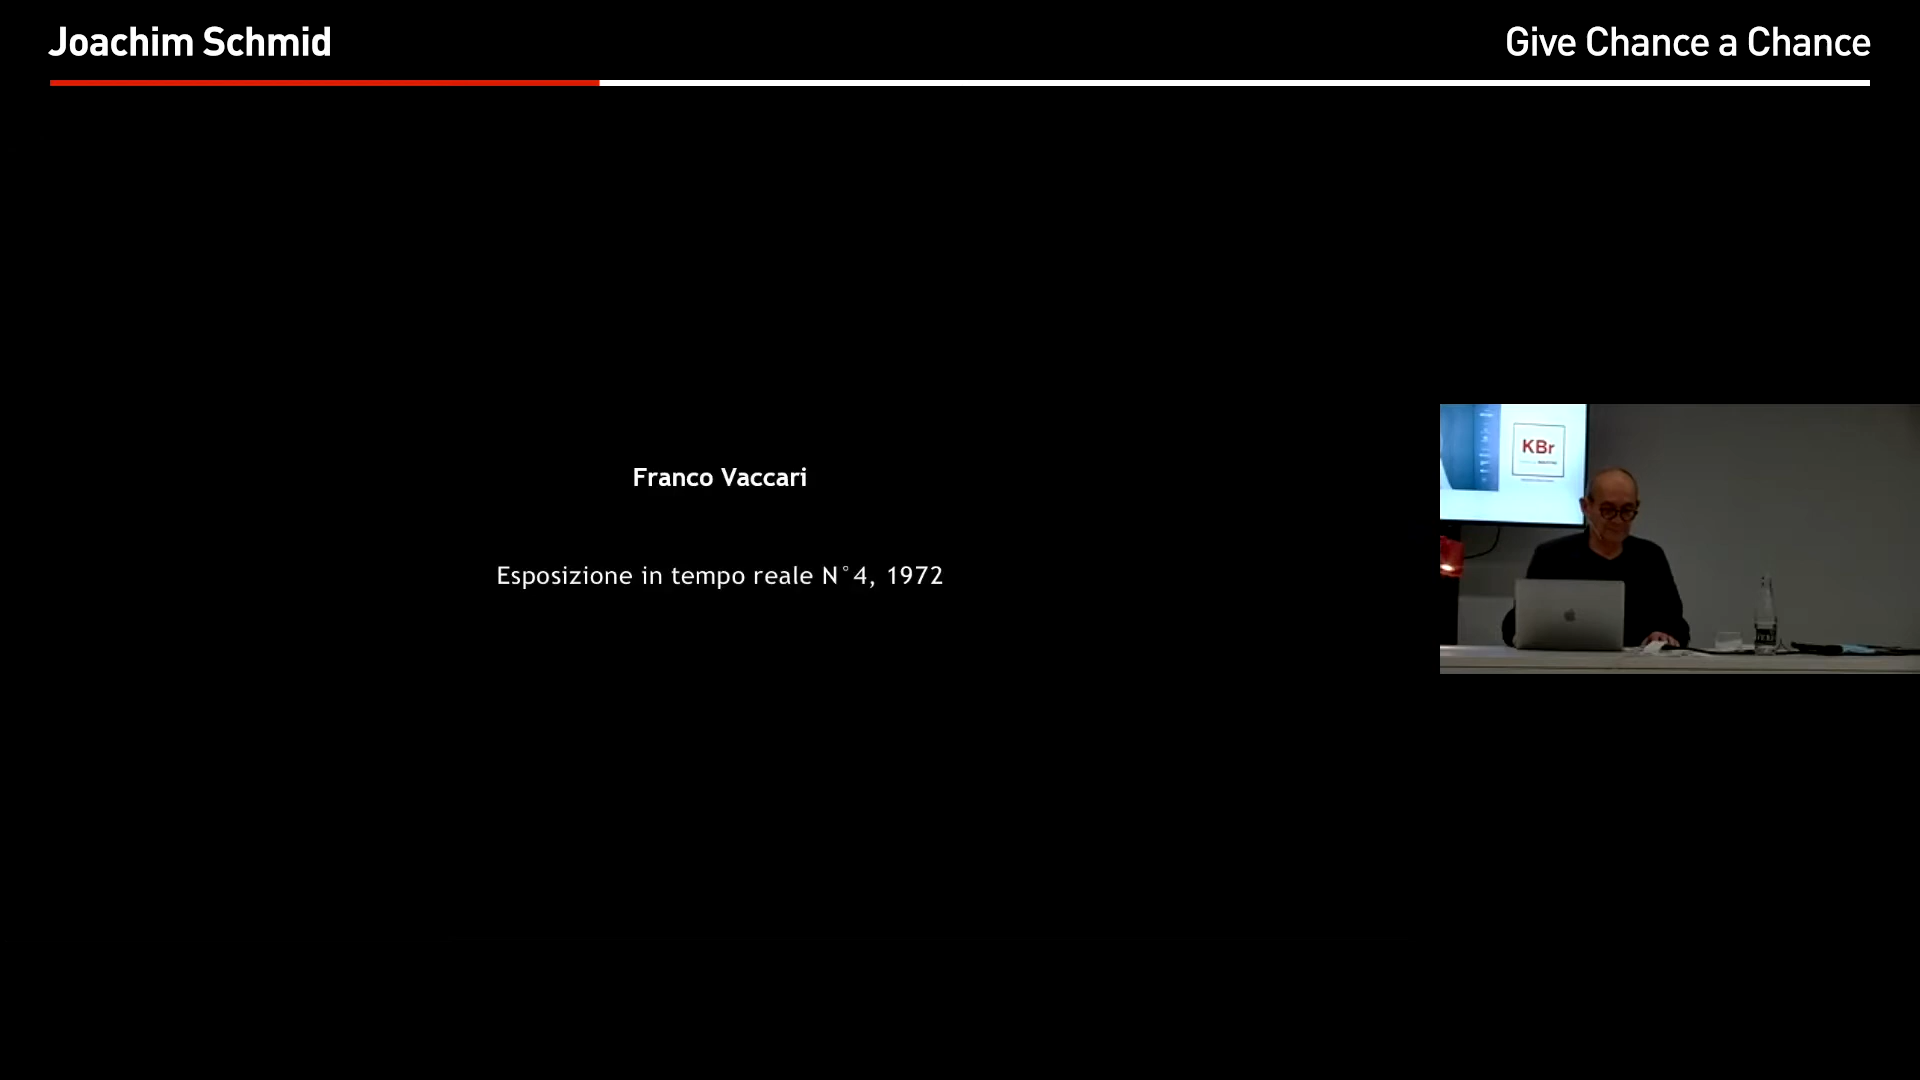 Joachim Schmid
Give Chance a Chance
Franco Vaccari
Esposizione in tempo reale N°4, 1972
KBr